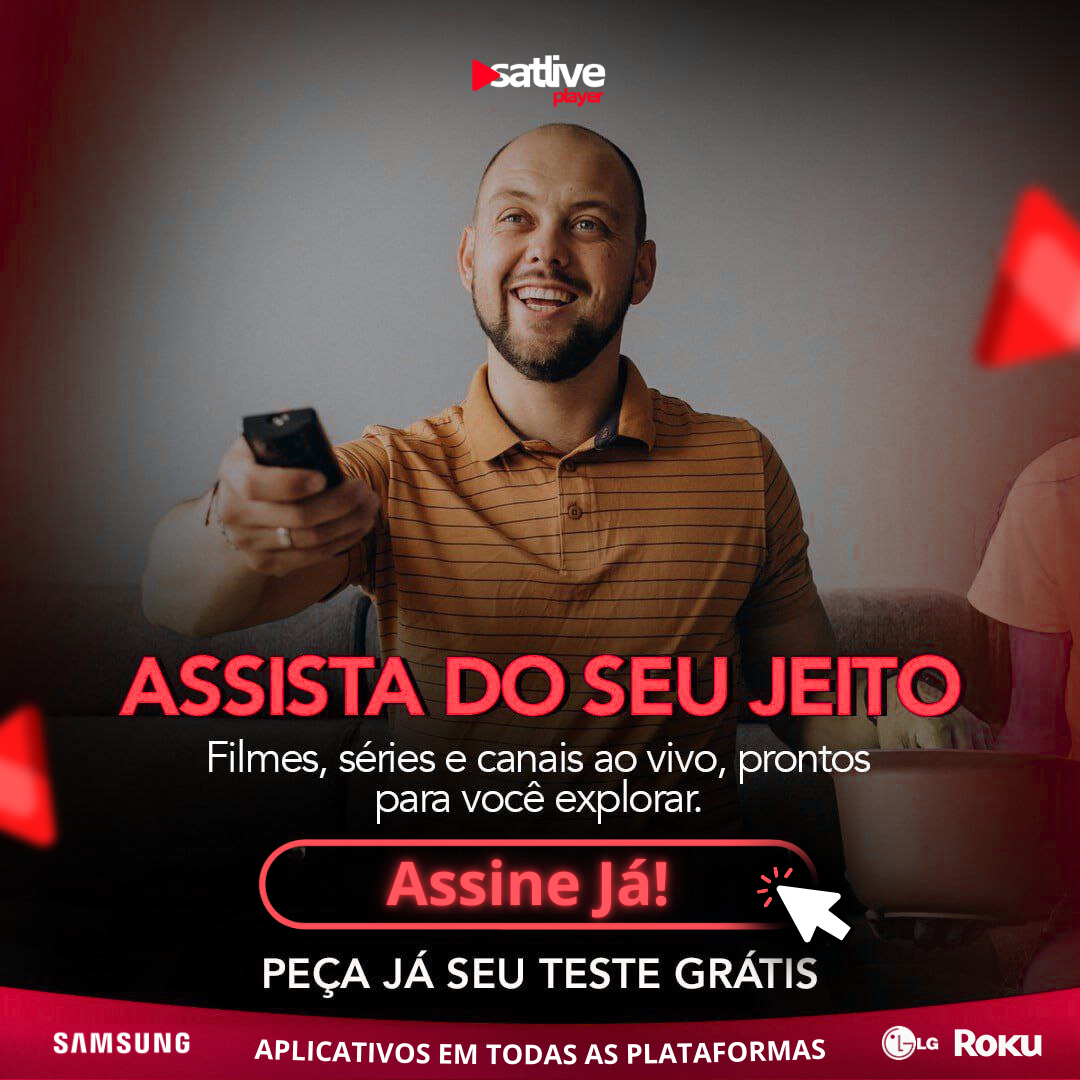 satlive
player
ASSISTA DO SEU JEITO
Filmes, séries e canais ao vivo, prontos
para você explorar.
Assine Já!
PEÇA JÁ SEU TESTE GRÁTIS
SAMSUNG
APLICATIVOS EM TODAS AS PLATAFORMAS
LG
ROKU